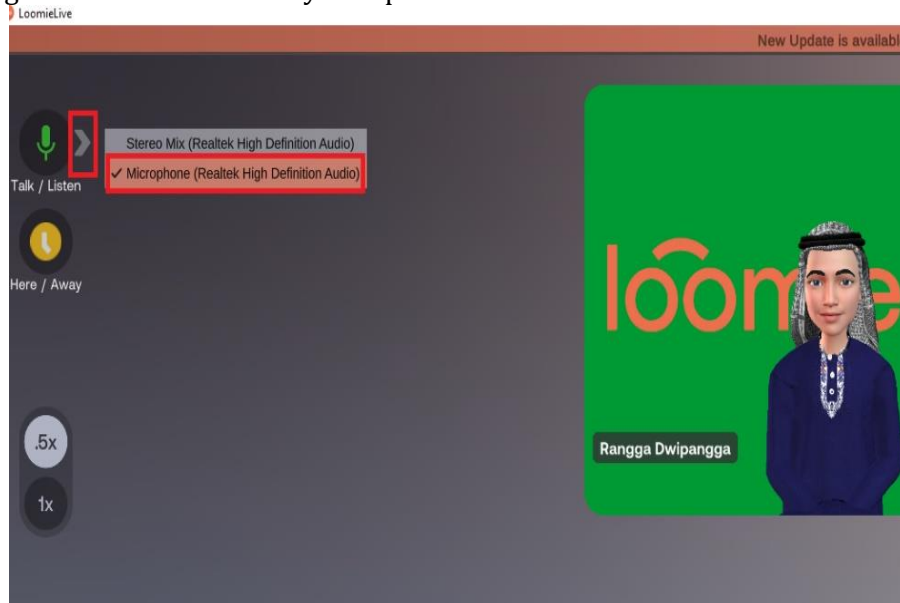 LoomieLive
New Update is availabl
Stereo Mix (Realtek High Definition Audio)
✓ Microphone (Realtek High Definition Audio)
Talk / Listen
Here / Away
loom e
Rangga Dwipangga
.5x
1x